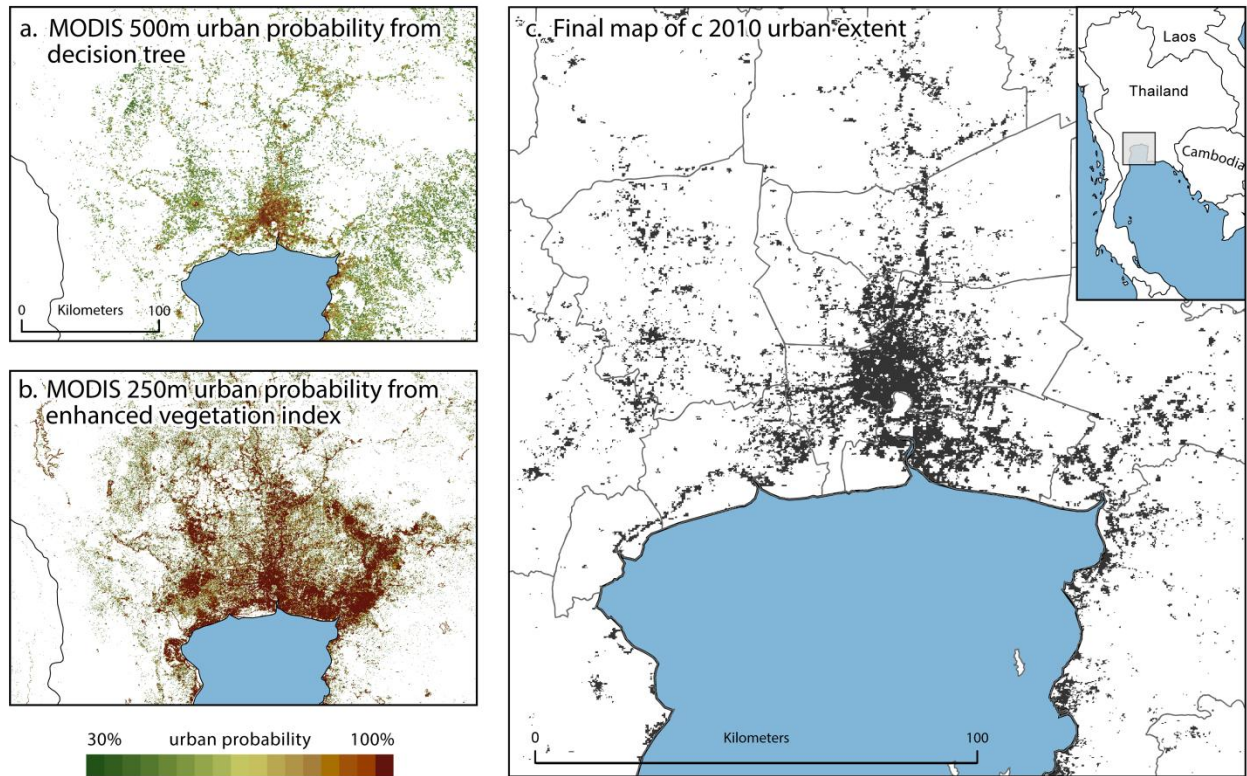 a. MODIS 500m urban probability from
decision tree
0 Kilometers 100
b. MODIS 250m urban probability from
enhanced vegetation index
30% urban probability 100%
c. Final map of c 2010 urban extent
Laos
Thailand
Cambodia
0 Kilometers 100